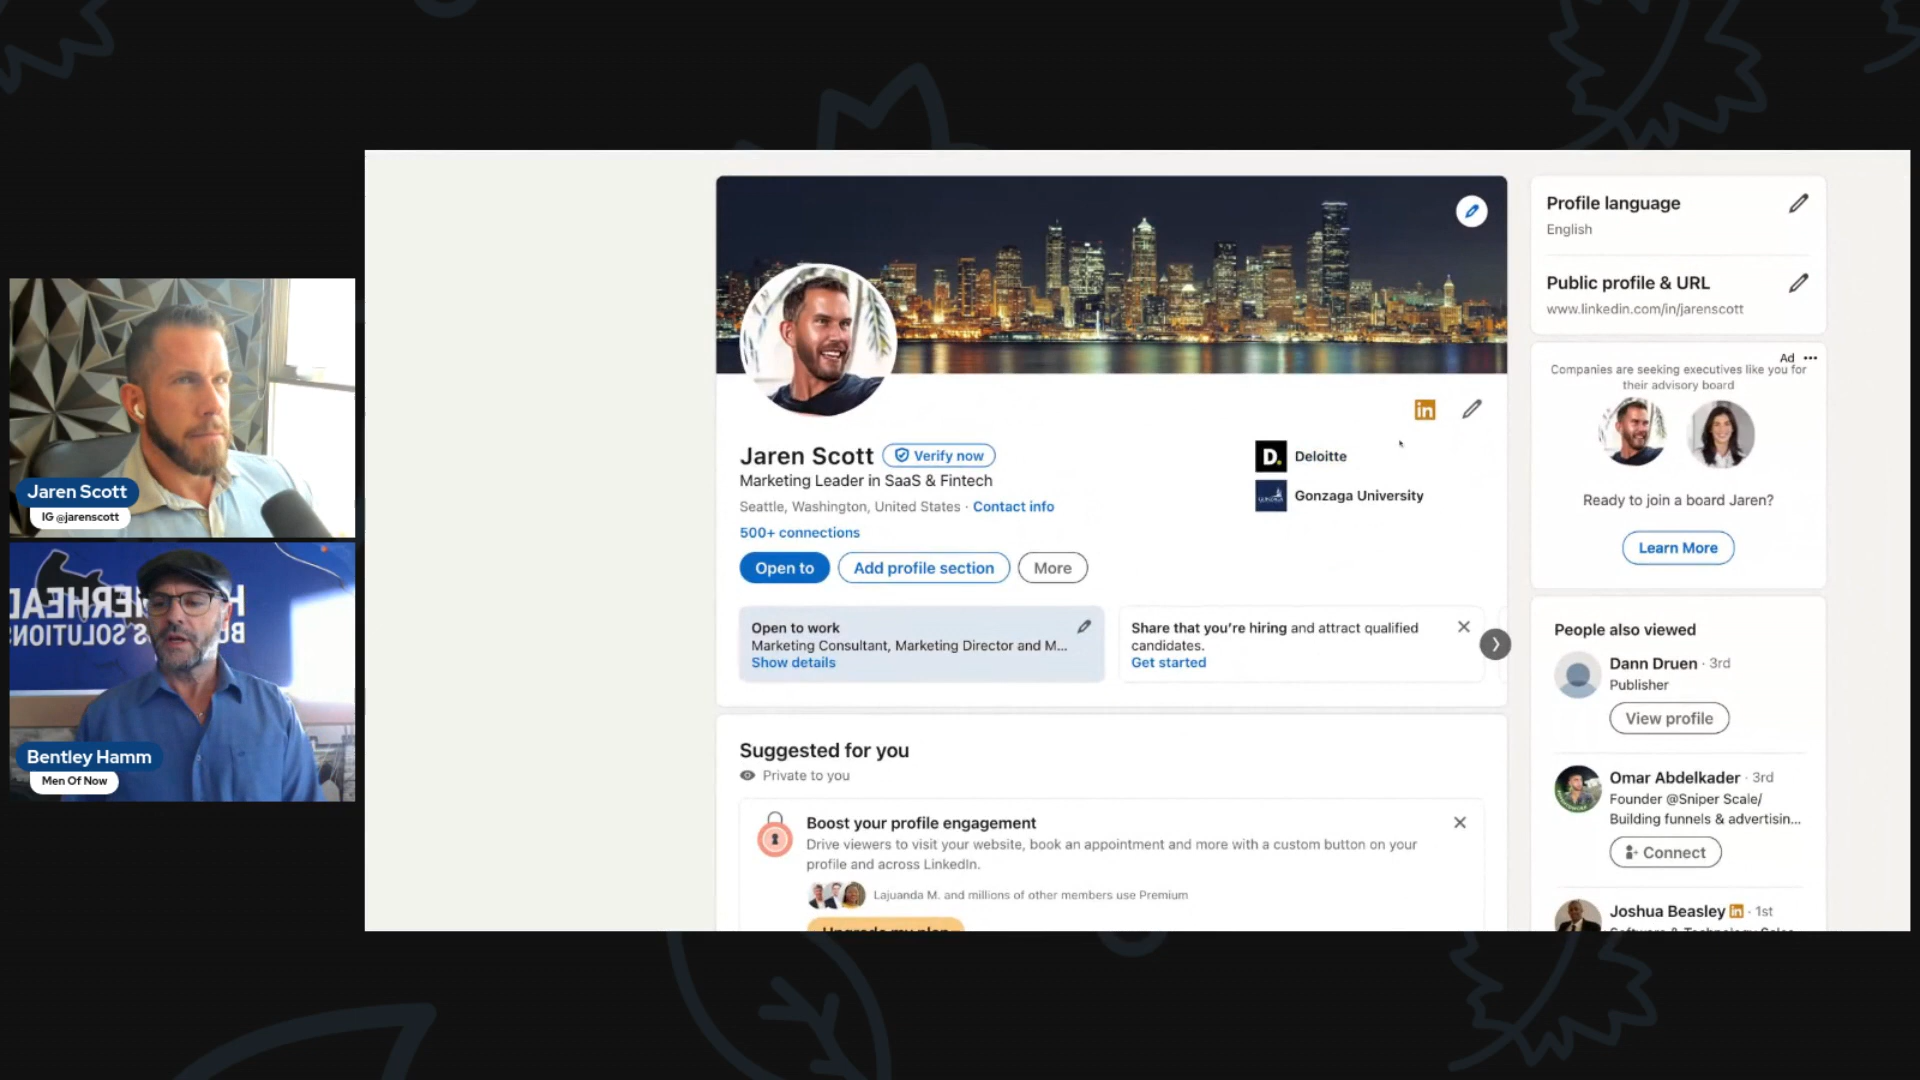 Jaren Scott
IG @jarenscott
HAMMERHEAD
SOLUTIONS
Bentley Hamm
Men Of Now
Jaren Scott
Verify now
Marketing Leader in SaaS & Fintech
Seattle, Washington, United States · Contact info
500+ connections
Open to
Add profile section
More
in
D.
Deloitte
Gonzaga University
Open to work
Marketing Consultant, Marketing Director and M...
Show details
Share that you're hiring and attract qualified
candidates.
Get started
Suggested for you
Private to you
Boost your profile engagement
Drive viewers to visit your website, book an appointment and more with a custom button on your
profile and across LinkedIn.
Lajuanda M. and millions of other members use Premium
Upgrade my plan
Profile language
English
Public profile & URL
www.linkedin.com/in/jarenscott
Ad
Companies are seeking executives like you for
their advisory board
Ready to join a board Jaren?
Learn More
People also viewed
Dann Druen · 3rd
Publisher
View profile
Omar Abdelkader · 3rd
Founder @Sniper Scale/
Building funnels & advertisin...
Connect
Joshua Beasley in · 1st